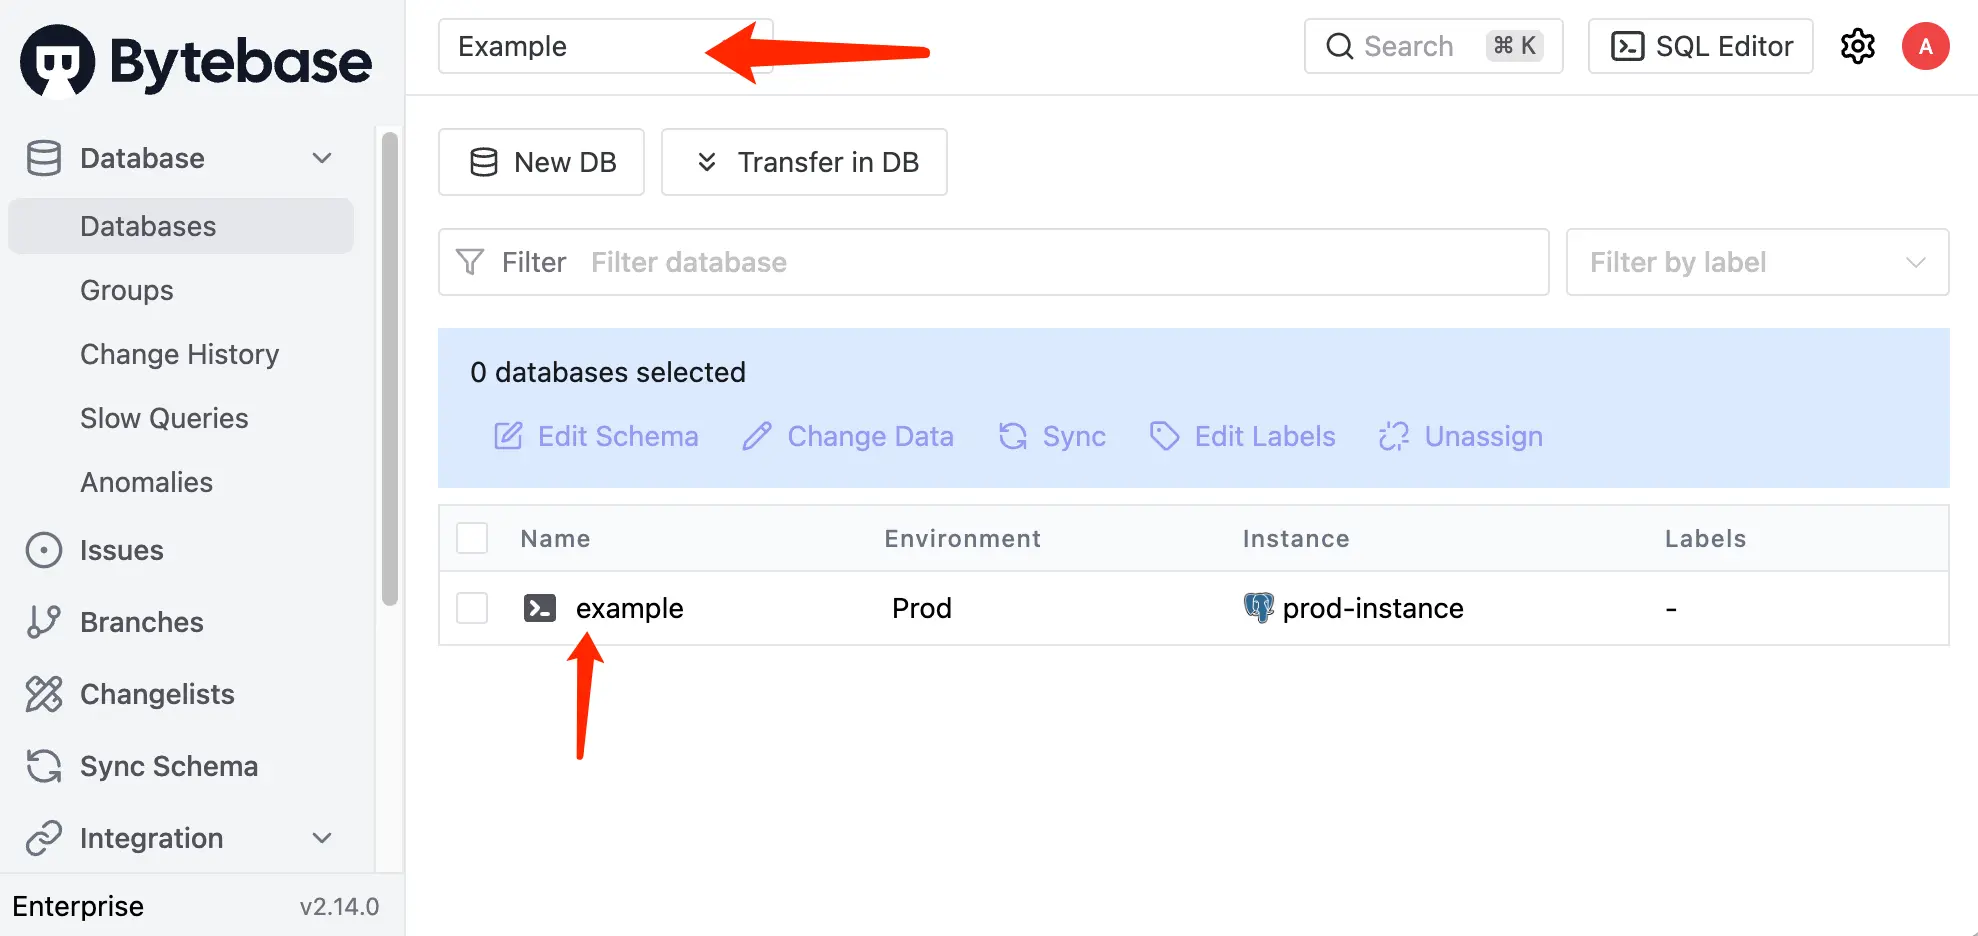 Bytebase
Example
Search ⌘ K
SQL Editor
A
Database
Databases
Groups
Change History
Slow Queries
Anomalies
Issues
Branches
Changelists
Sync Schema
Integration
Enterprise v2.14.0
New DB
Transfer in DB
Filter Filter database
Filter by label
0 databases selected
Edit Schema Change Data Sync Edit Labels Unassign
Name Environment Instance Labels
example Prod prod-instance -